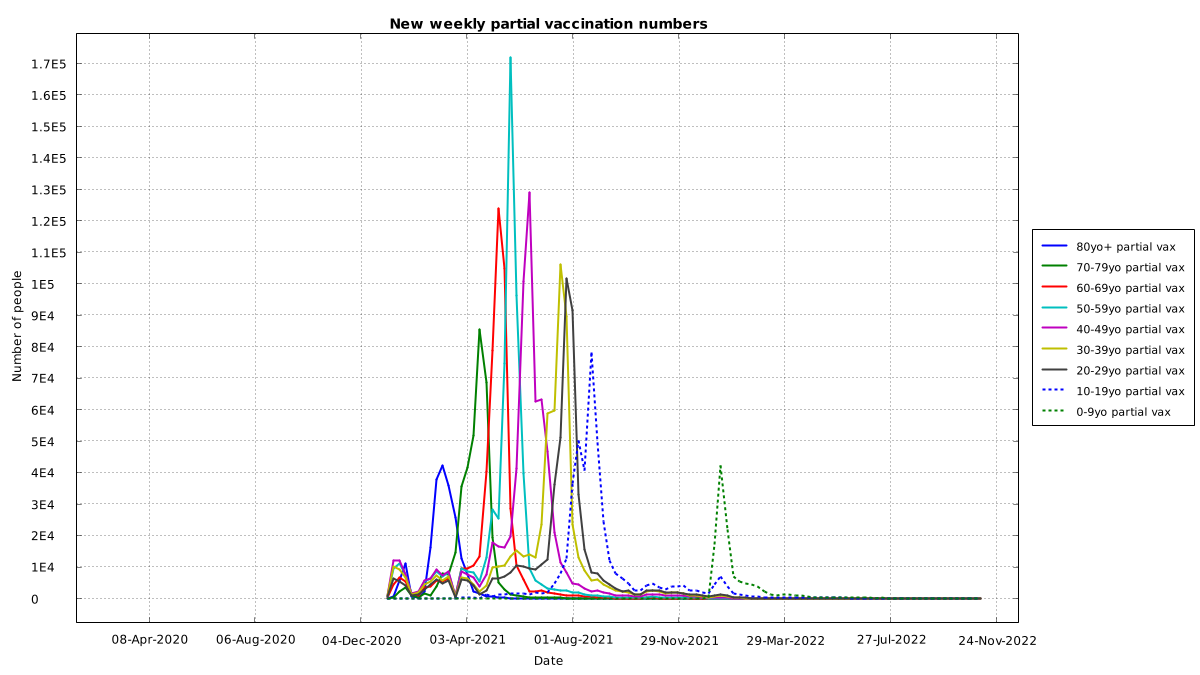 New weekly partial vaccination numbers
1.7E5
1.6E5
1.5E5
1.4E5
1.3E5
1.2E5
1.1E5
1E5
9E4
8E4
7E4
6E4
5E4
4E4
3E4
2E4
1E4
0
Number of people
08-Apr-2020
06-Aug-2020
04-Dec-2020
03-Apr-2021
01-Aug-2021
29-Nov-2021
29-Mar-2022
27-Jul-2022
24-Nov-2022
Date
80yo+ partial vax
70-79yo partial vax
60-69yo partial vax
50-59yo partial vax
40-49yo partial vax
30-39yo partial vax
20-29yo partial vax
10-19yo partial vax
0-9yo partial vax